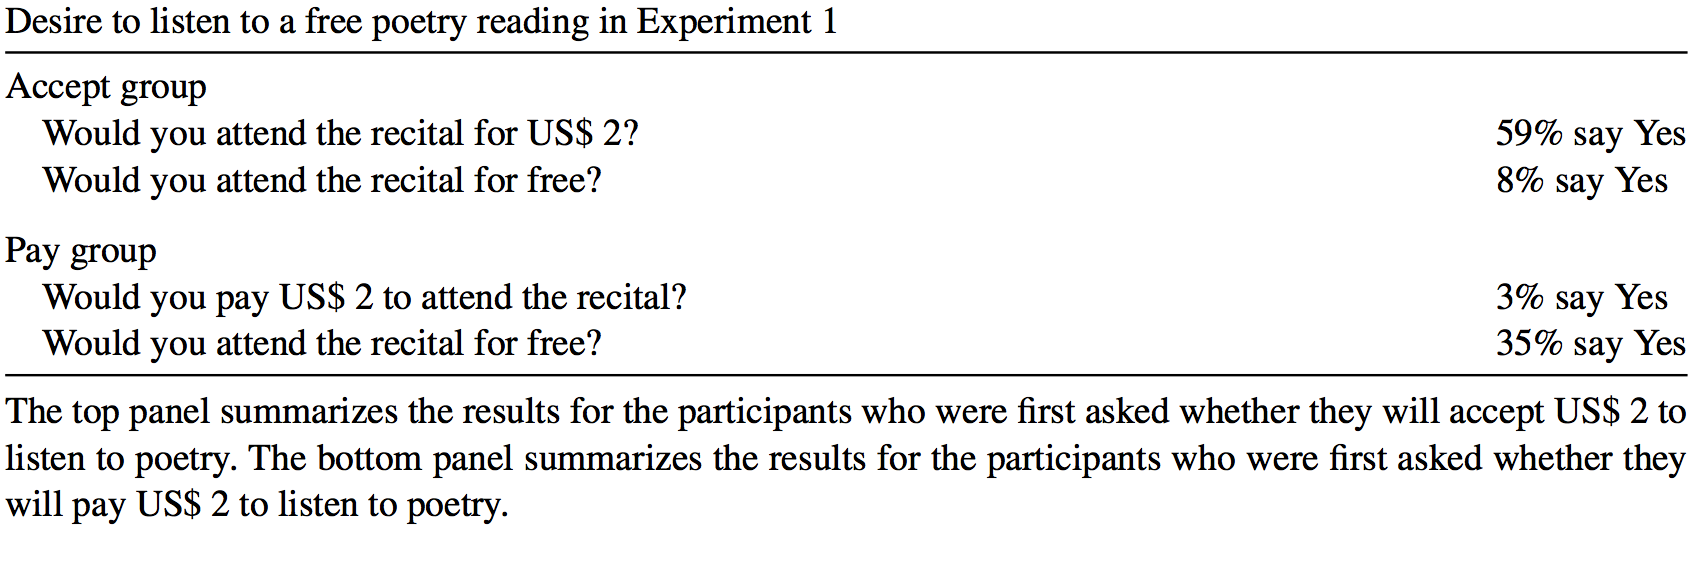 Desire to listen to a free poetry reading in Experiment 1
Accept group
Would you attend the recital for US$ 2? 59% say Yes
Would you attend the recital for free? 8% say Yes
Pay group
Would you pay US$ 2 to attend the recital? 3% say Yes
Would you attend the recital for free? 35% say Yes
The top panel summarizes the results for the participants who were first asked whether they will accept US$ 2 to
listen to poetry. The bottom panel summarizes the results for the participants who were first asked whether they
will pay US$ 2 to listen to poetry.